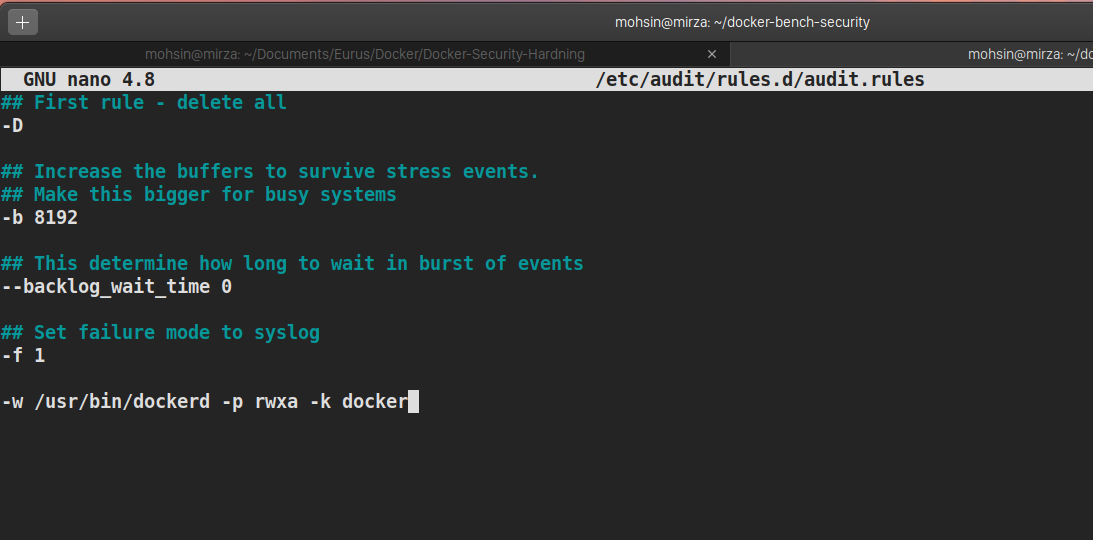 mohsin@mirza: ~/docker-bench-security
mohsin@mirza: ~/Documents/Eurus/Docker/Docker-Security-Hardning
mohsin@mirza: ~/do
GNU nano 4.8 /etc/audit/rules.d/audit.rules
## First rule - delete all
-D
## Increase the buffers to survive stress events.
## Make this bigger for busy systems
-b 8192
## This determine how long to wait in burst of events
--backlog_wait_time 0
## Set failure mode to syslog
-f 1
-w /usr/bin/dockerd -p rwxa -k docker